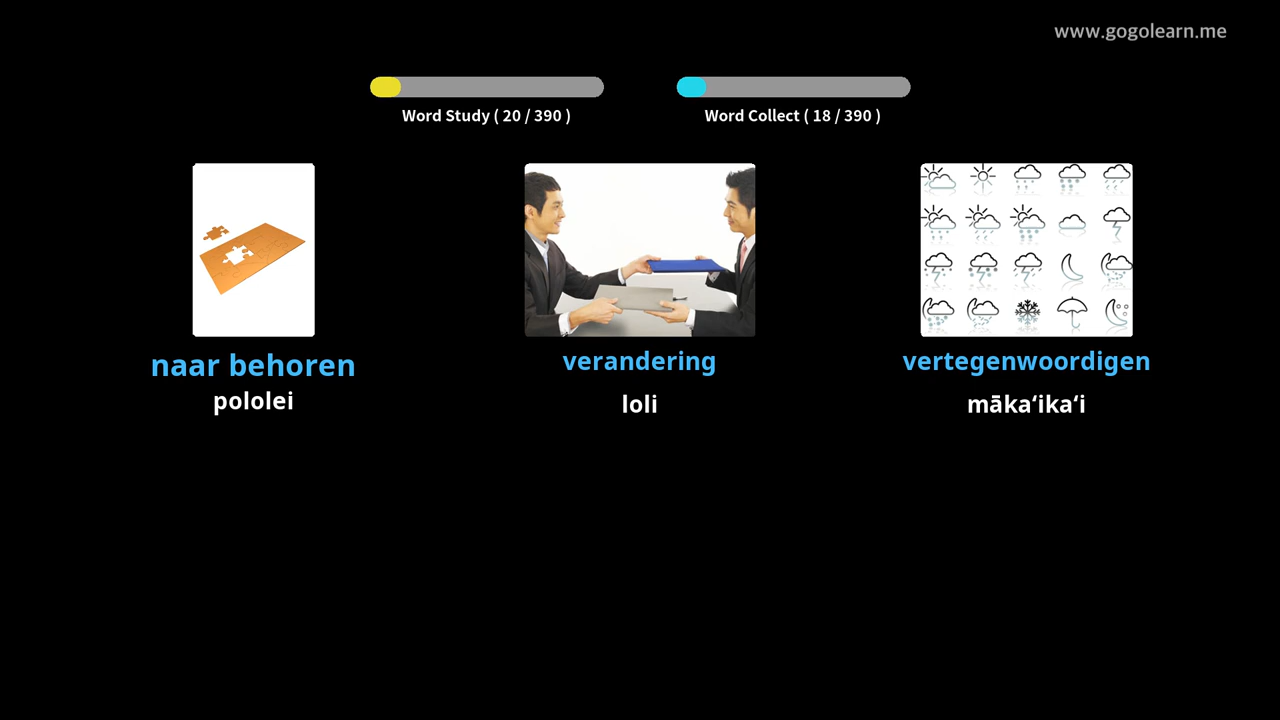 www.gogolearn.me
Word Study ( 20 / 390 )
Word Collect ( 18 / 390 )
naar behoren
pololei
verandering
loli
vertegenwoordigen
mākaʻikaʻi